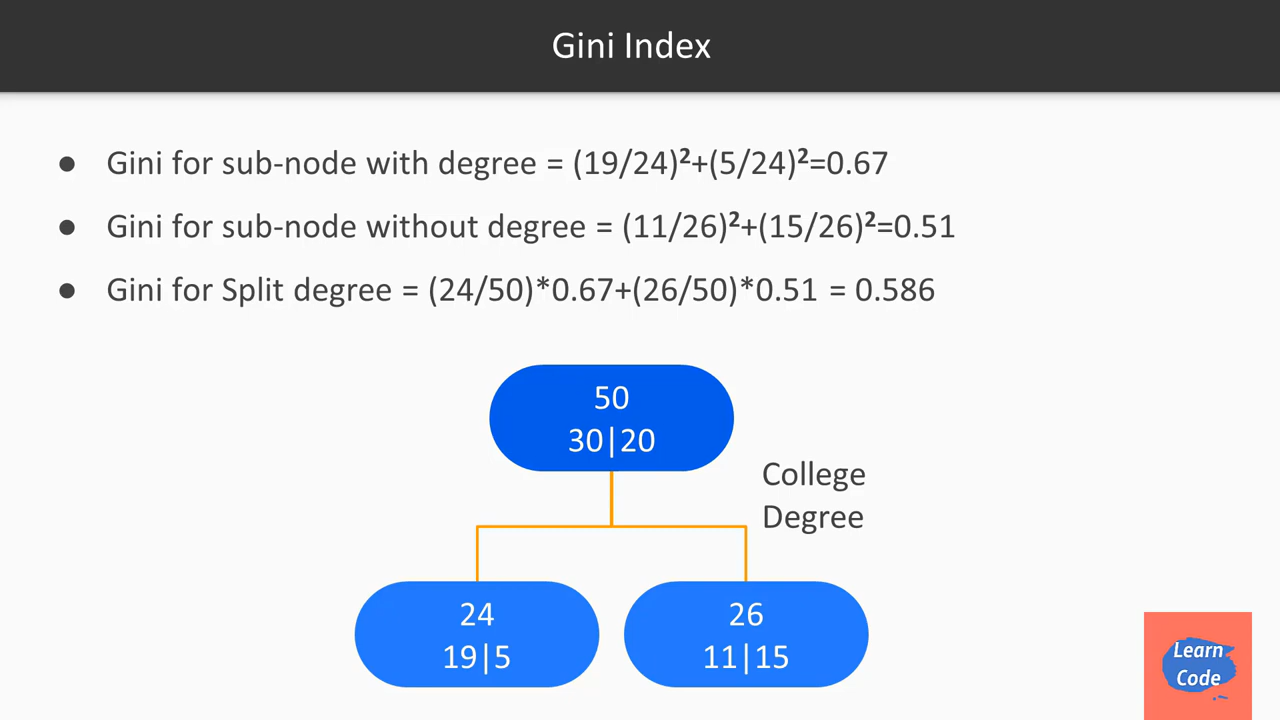 Gini Index
● Gini for sub-node with degree = (19/24)²+(5/24)²=0.67
● Gini for sub-node without degree = (11/26)²+(15/26)²=0.51
● Gini for Split degree = (24/50)*0.67+(26/50)*0.51 = 0.586
50
30|20
College
Degree
24
19|5
26
11|15
Learn
Code